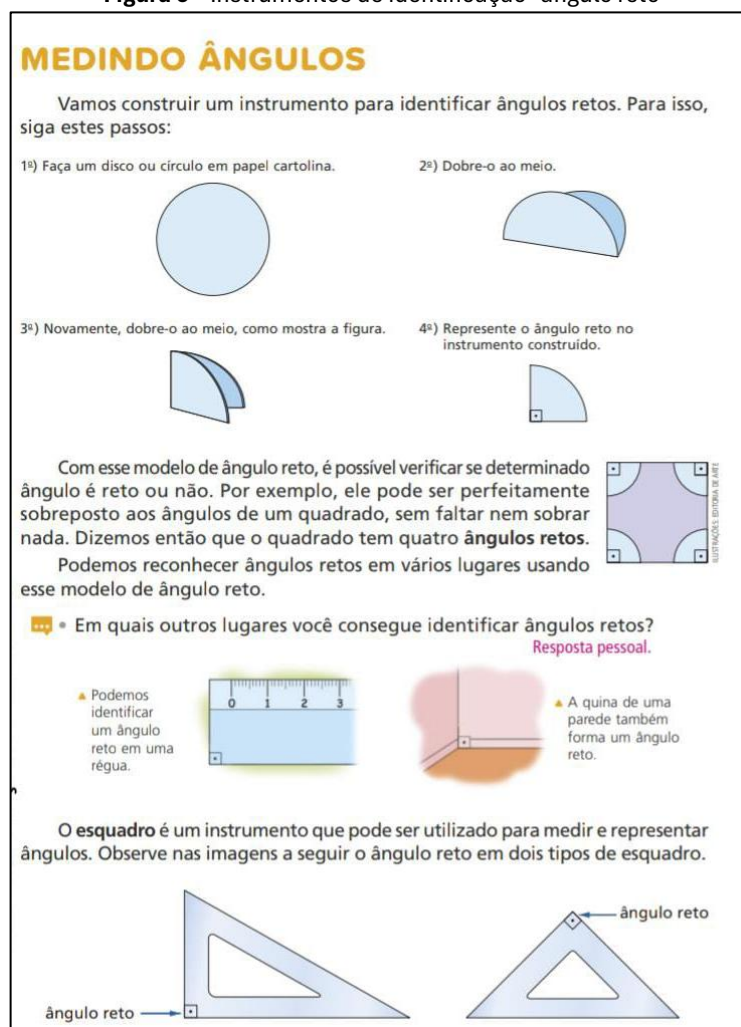 Figura 3 - Instrumentos de identificação "ângulo reto"
MEDINDO ÂNGULOS
Vamos construir um instrumento para identificar ângulos retos. Para isso,
siga estes passos:
1º) Faça um disco ou círculo em papel cartolina.
2º) Dobre-o ao meio.
3º) Novamente, dobre-o ao meio, como mostra a figura.
4º) Represente o ângulo reto no
instrumento construído.
Com esse modelo de ângulo reto, é possível verificar se determinado
ângulo é reto ou não. Por exemplo, ele pode ser perfeitamente
sobreposto aos ângulos de um quadrado, sem faltar nem sobrar
nada. Dizemos então que o quadrado tem quatro ângulos retos.
ILUSTRAÇÕES: EDITORIA DE ARTE
Podemos reconhecer ângulos retos em vários lugares usando
esse modelo de ângulo reto.
• Em quais outros lugares você consegue identificar ângulos retos?
Resposta pessoal.
Podemos
identificar
um ângulo
reto em uma
régua.
0 1 2 3
A quina de uma
parede também
forma um ângulo
reto.
O esquadro é um instrumento que pode ser utilizado para medir e representar
ângulos. Observe nas imagens a seguir o ângulo reto em dois tipos de esquadro.
ângulo reto
ângulo reto